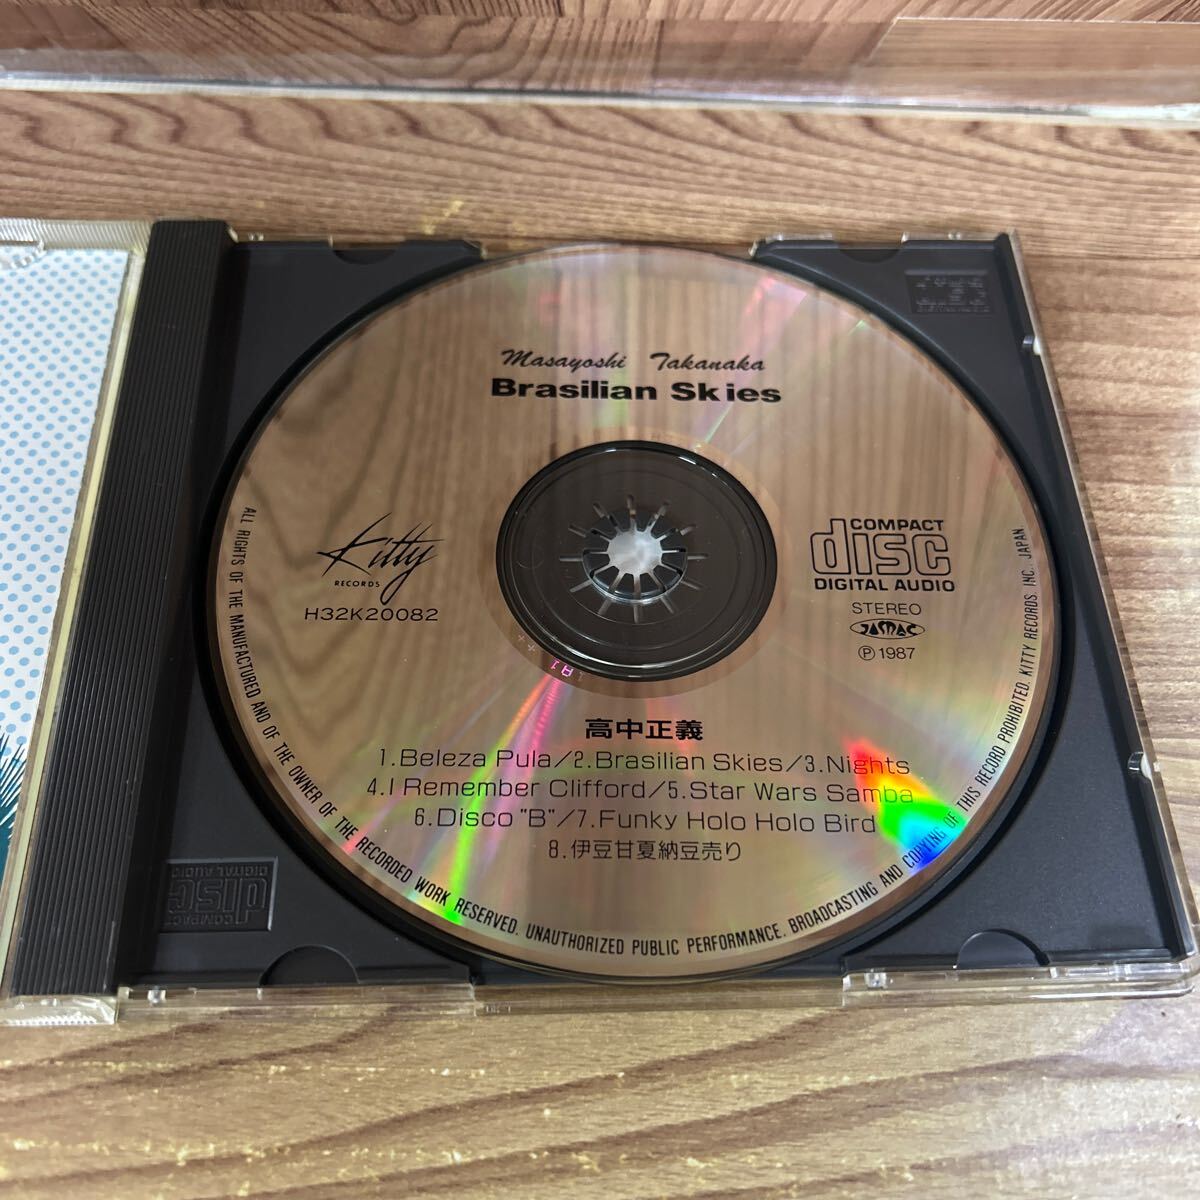 Masayoshi Takanaka
Brasilian Skies
Kitty
RECORDS
H32K20082
COMPACT
disc
DIGITAL AUDIO
STEREO
JASRAC
Ⓟ1987
A1
高中正義
1.Beleza Pula/2.Brasilian Skies/3.Nights
4.I Remember Clifford/5.Star Wars Samba
6.Disco "B"/7.Funky Holo Holo Bird
8.伊豆甘夏納豆売り
ALL RIGHTS OF THE MANUFACTURED AND OF THE OWNER OF THE RECORDED WORK RESERVED. UNAUTHORIZED PUBLIC PERFORMANCE. BROADCASTING AND COPYING OF THIS RECORD PROHIBITED. KITTY RECORDS. INC. JAPAN.
COMPACT
disc
DIGITAL AUDIO